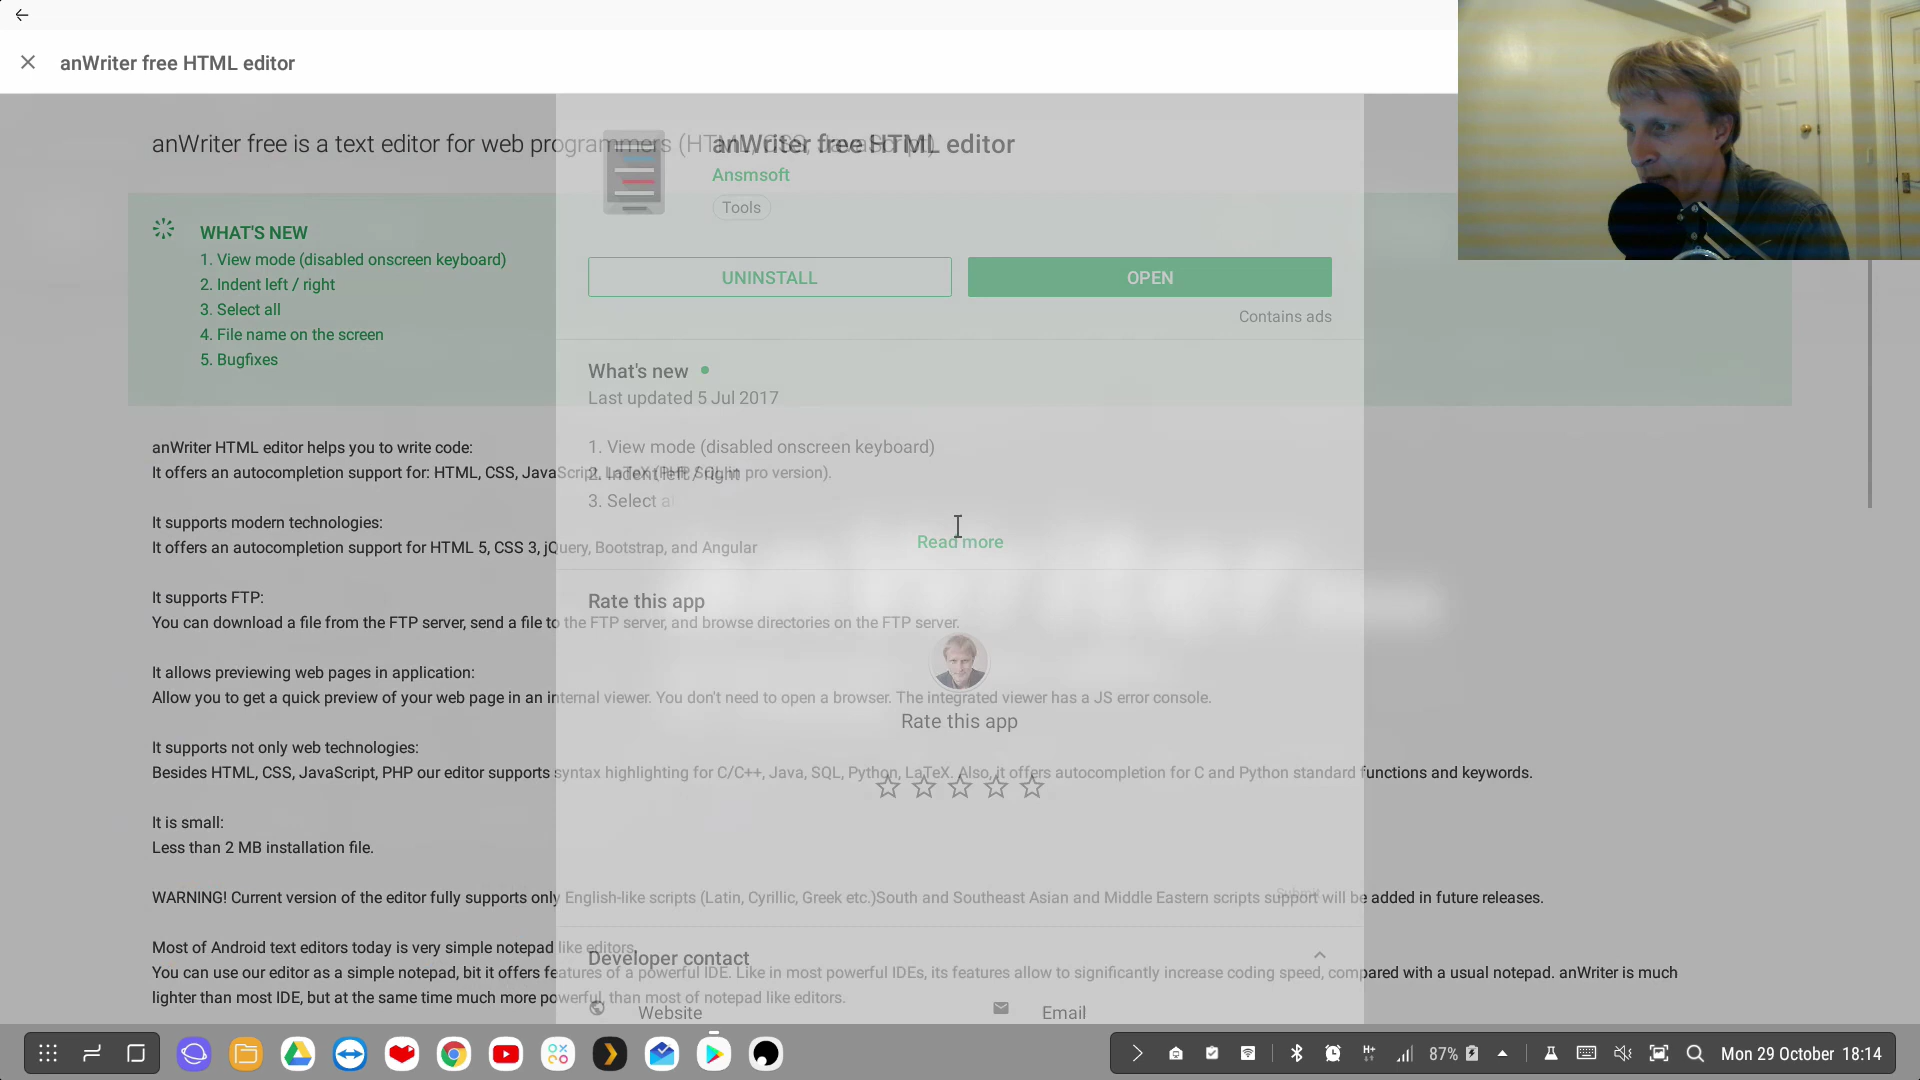 anWriter free HTML editor
anWriter free is a text editor for web programmers (HTML, CSS, JavaScript)
anWriter free HTML editor
Ansmsoft
Tools
WHAT'S NEW
1. View mode (disabled onscreen keyboard)
2. Indent left / right
3. Select all
4. File name on the screen
5. Bugfixes
UNINSTALL
OPEN
Contains ads
What's new
Last updated 5 Jul 2017
1. View mode (disabled onscreen keyboard)
2. Indent left / right
3. Select al
Read more
anWriter HTML editor helps you to write code:
It offers an autocompletion support for: HTML, CSS, JavaScript, LaTeX (PHP, SQL in pro version).
It supports modern technologies:
It offers an autocompletion support for HTML 5, CSS 3, jQuery, Bootstrap, and Angular
Rate this app
It supports FTP:
You can download a file from the FTP server, send a file to the FTP server, and browse directories on the FTP server.
It allows previewing web pages in application:
Allow you to get a quick preview of your web page in an internal viewer. You don't need to open a browser. The integrated viewer has a JS error console.
Rate this app
It supports not only web technologies:
Besides HTML, CSS, JavaScript, PHP our editor supports syntax highlighting for C/C++, Java, SQL, Python, LaTeX. Also, it offers autocompletion for C and Python standard functions and keywords.
It is small:
Less than 2 MB installation file.
Submit
WARNING! Current version of the editor fully supports only English-like scripts (Latin, Cyrillic, Greek etc.)South and Southeast Asian and Middle Eastern scripts support will be added in future releases.
Most of Android text editors today is very simple notepad like editors.
Developer contact
You can use our editor as a simple notepad, bit it offers features of a powerful IDE. Like in most powerful IDEs, its features allow to significantly increase coding speed, compared with a usual notepad. anWriter is much
lighter than most IDE, but at the same time much more powerful, than most of notepad like editors.
Website
Email
87%
Mon 29 October 18:14